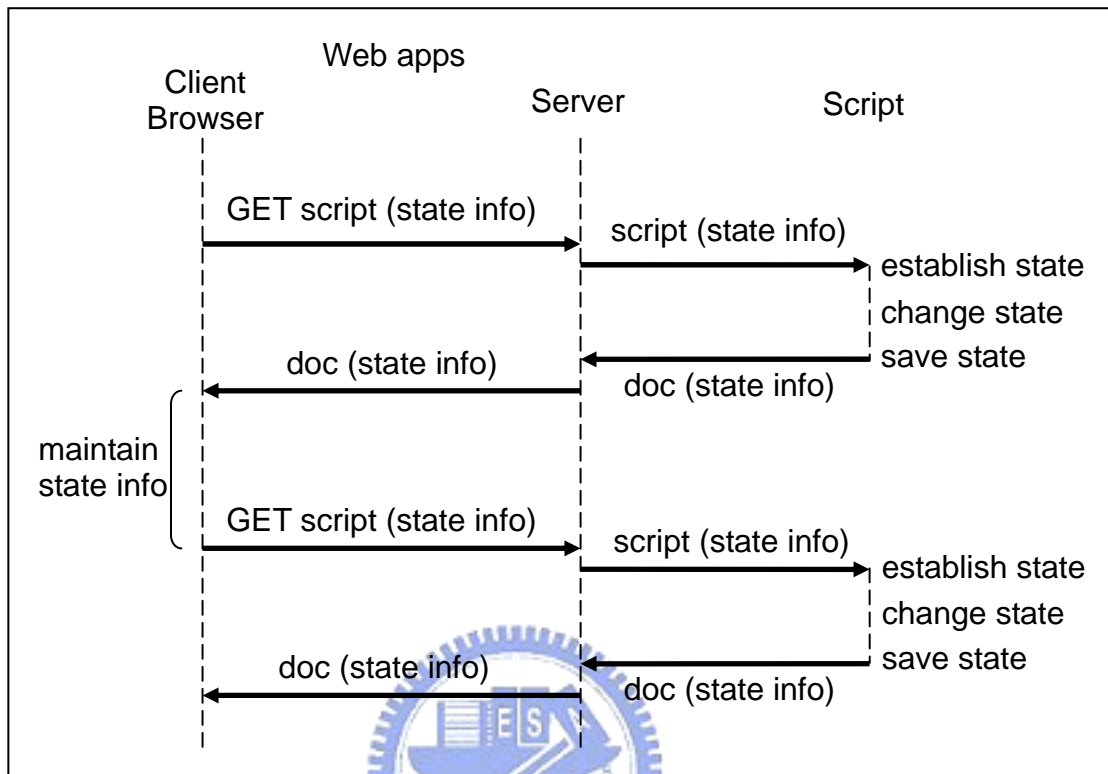 Web apps
Client
Browser
Server
Script
GET script (state info)
script (state info)
establish state
change state
save state
doc (state info)
doc (state info)
maintain
state info
GET script (state info)
script (state info)
establish state
change state
save state
doc (state info)
doc (state info)
ES